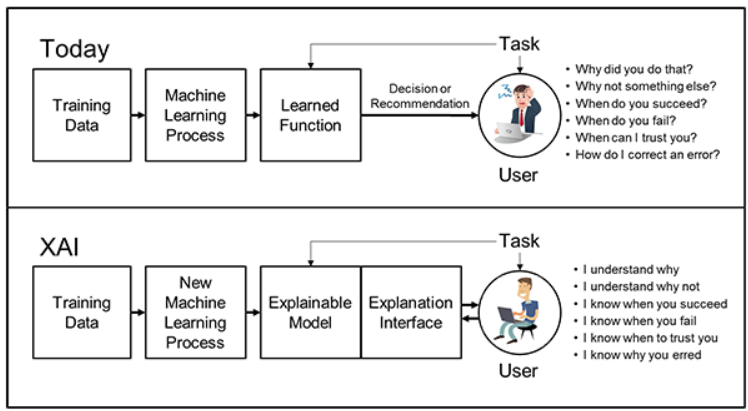 Today
Task
Training
Data
Machine
Learning
Process
Learned
Function
Decision or
Recommendation
User
• Why did you do that?
• Why not something else?
• When do you succeed?
• When do you fail?
• When can I trust you?
• How do I correct an error?
XAI
Task
Training
Data
New
Machine
Learning
Process
Explainable
Model
Explanation
Interface
User
• I understand why
• I understand why not
• I know when you succeed
• I know when you fail
• I know when to trust you
• I know why you erred